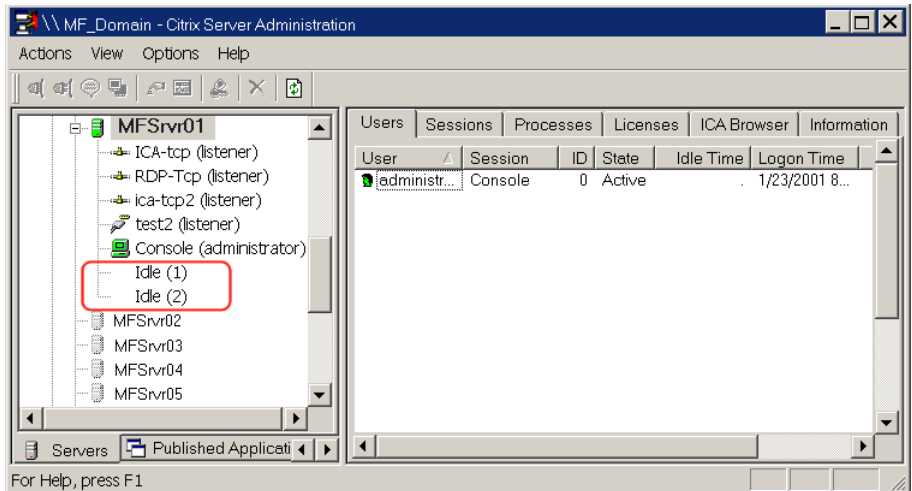 \\ MF_Domain - Citrix Server Administration
Actions View Options Help
MFSrvr01
ICA-tcp (listener)
RDP-Tcp (listener)
ica-tcp2 (listener)
test2 (listener)
Console (administrator)
Idle (1)
Idle (2)
MFSrvr02
MFSrvr03
MFSrvr04
MFSrvr05
Servers Published Applicati
Users Sessions Processes Licenses ICA Browser Information
User Session ID State Idle Time Logon Time
administr... Console 0 Active . 1/23/2001 8...
For Help, press F1